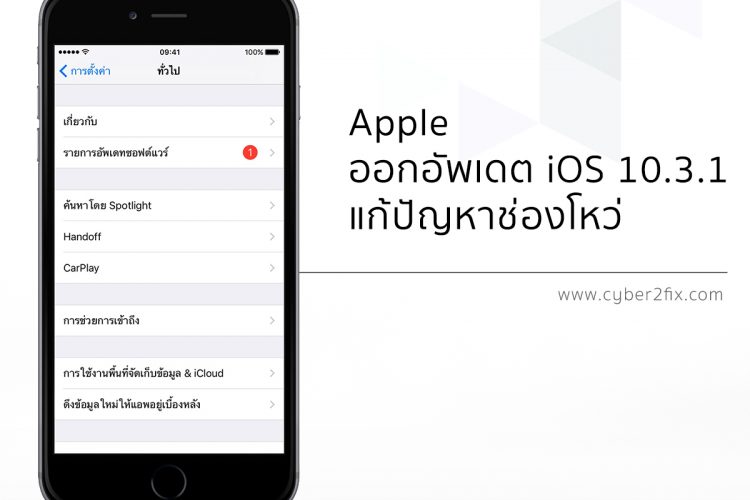 09:41
100%
การตั้งค่า
ทั่วไป
เกี่ยวกับ
รายการอัพเดทซอฟต์แวร์
1
ค้นหาโดย Spotlight
Handoff
CarPlay
การช่วยการเข้าถึง
การใช้งานพื้นที่จัดเก็บข้อมูล & iCloud
ดึงข้อมูลใหม่ให้แอพอยู่เบื้องหลัง
Apple
ออกอัพเดต iOS 10.3.1
แก้ปัญหาช่องโหว่
www.cyber2fix.com